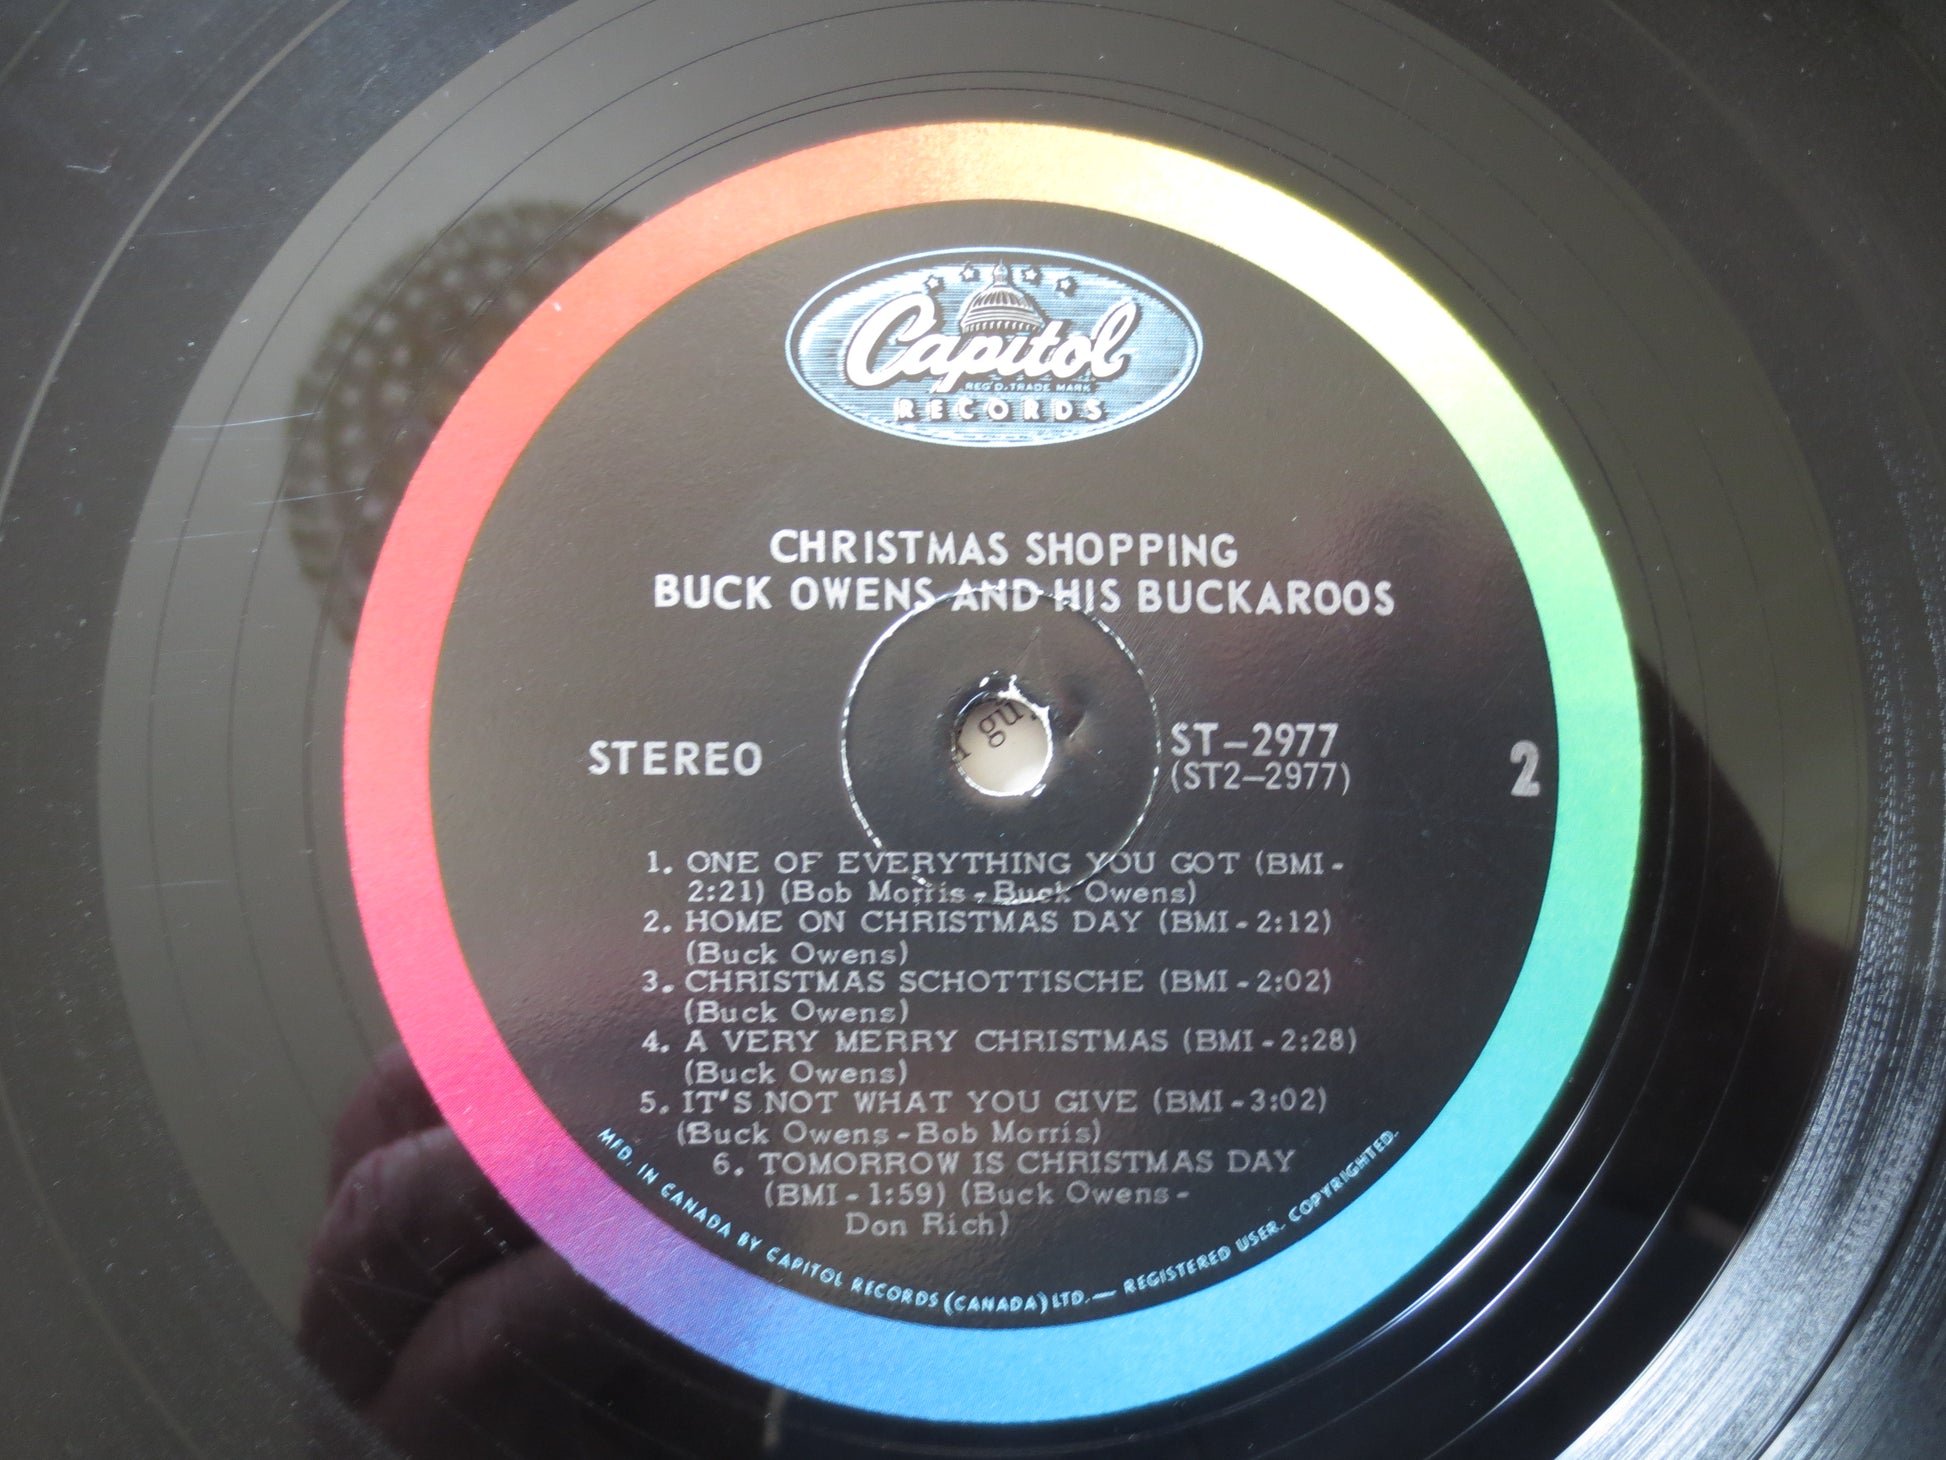 Capitol
REG'D. TRADE MARK
RECORDS
CHRISTMAS SHOPPING
BUCK OWENS AND HIS BUCKAROOS
STEREO
ST-2977
(ST2-2977)
2
1. ONE OF EVERYTHING YOU GOT (BMI-
2:21) (Bob Morris-Buck Owens)
2. HOME ON CHRISTMAS DAY (BMI-2:12)
(Buck Owens)
3. CHRISTMAS SCHOTTISCHE (BMI-2:02)
(Buck Owens)
4. A VERY MERRY CHRISTMAS (BMI-2:28)
(Buck Owens)
5. IT'S NOT WHAT YOU GIVE (BMI-3:02)
(Buck Owens-Bob Morris)
6. TOMORROW IS CHRISTMAS DAY
(BMI-1:59) (Buck Owens-
Don Rich)
MFD. IN CANADA BY CAPITOL RECORDS (CANADA) LTD.— REGISTERED USER. COPYRIGHTED.